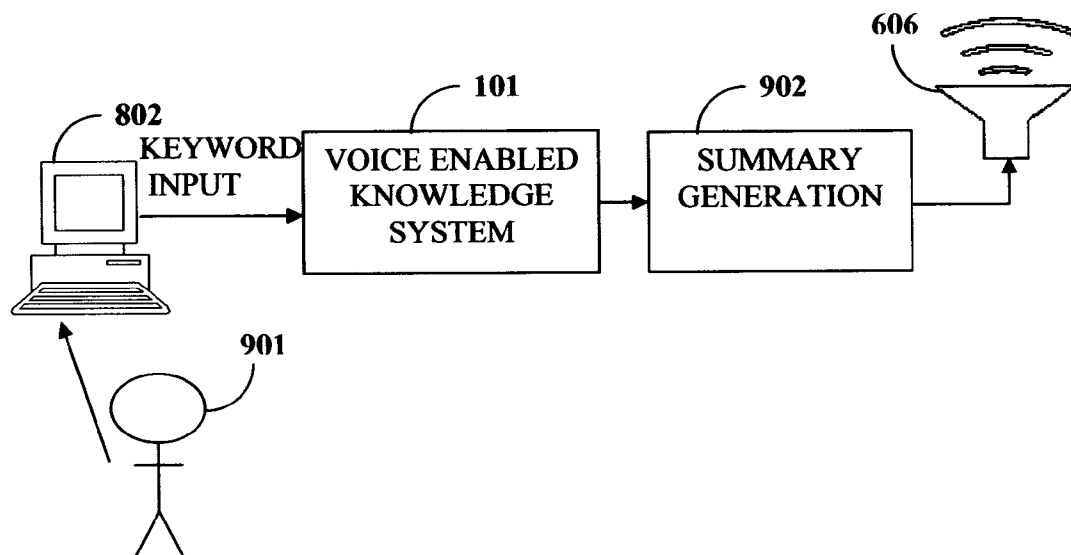 606
101
902
802
KEYWORD
INPUT
VOICE ENABLED
KNOWLEDGE
SYSTEM
SUMMARY
GENERATION
901